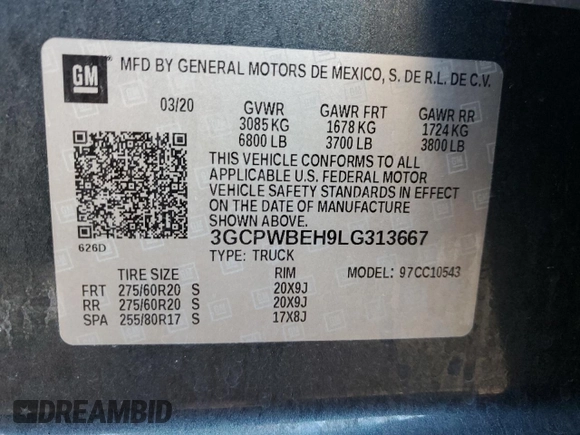 GM
MFD BY GENERAL MOTORS DE MEXICO, S. DE R.L. DE C.V.
03/20 GVWR GAWR FRT GAWR RR
3085 KG 1678 KG 1724 KG
6800 LB 3700 LB 3800 LB
THIS VEHICLE CONFORMS TO ALL
APPLICABLE U.S. FEDERAL MOTOR
VEHICLE SAFETY STANDARDS IN EFFECT
ON THE DATE OF MANUFACTURE
SHOWN ABOVE.
626D 3GCPWBEH9LG313667
TYPE: TRUCK
TIRE SIZE RIM MODEL: 97CC10543
FRT 275/60R20 S 20X9J
RR 275/60R20 S 20X9J
SPA 255/80R17 S 17X8J
DREAMBID